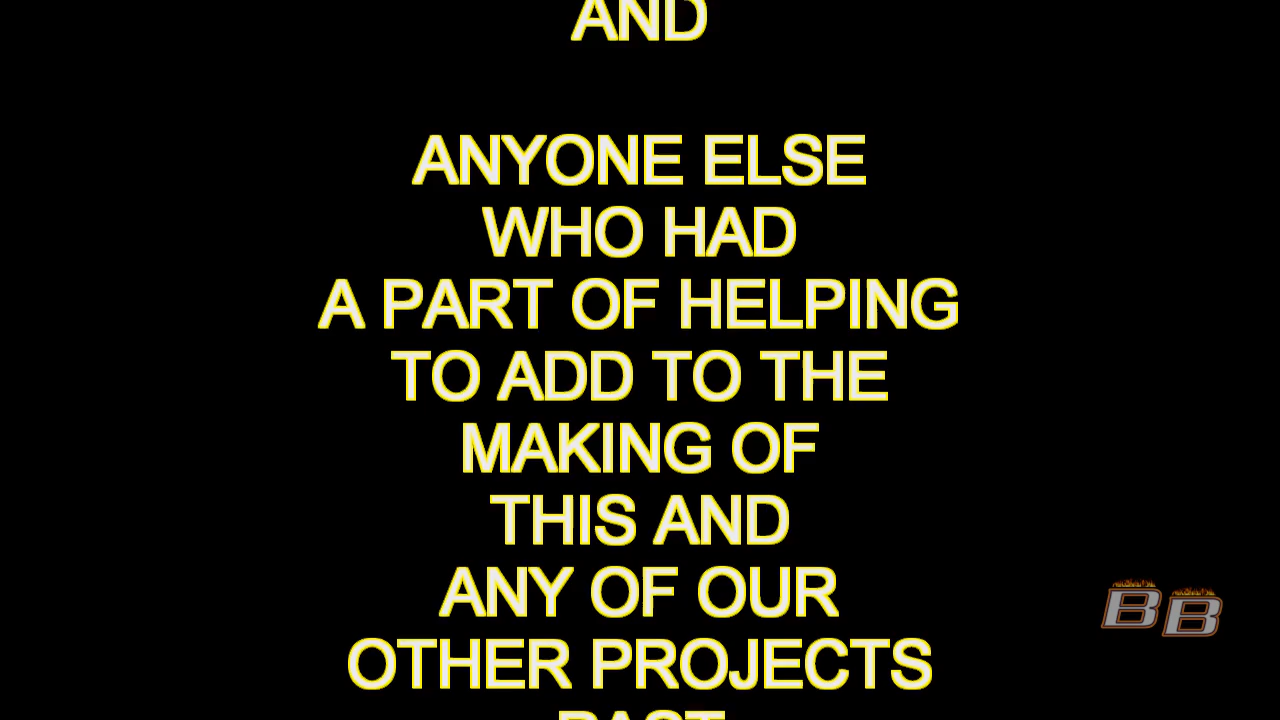 AND
ANYONE ELSE
WHO HAD
A PART OF HELPING
TO ADD TO THE
MAKING OF
THIS AND
ANY OF OUR
OTHER PROJECTS
PAST
BB